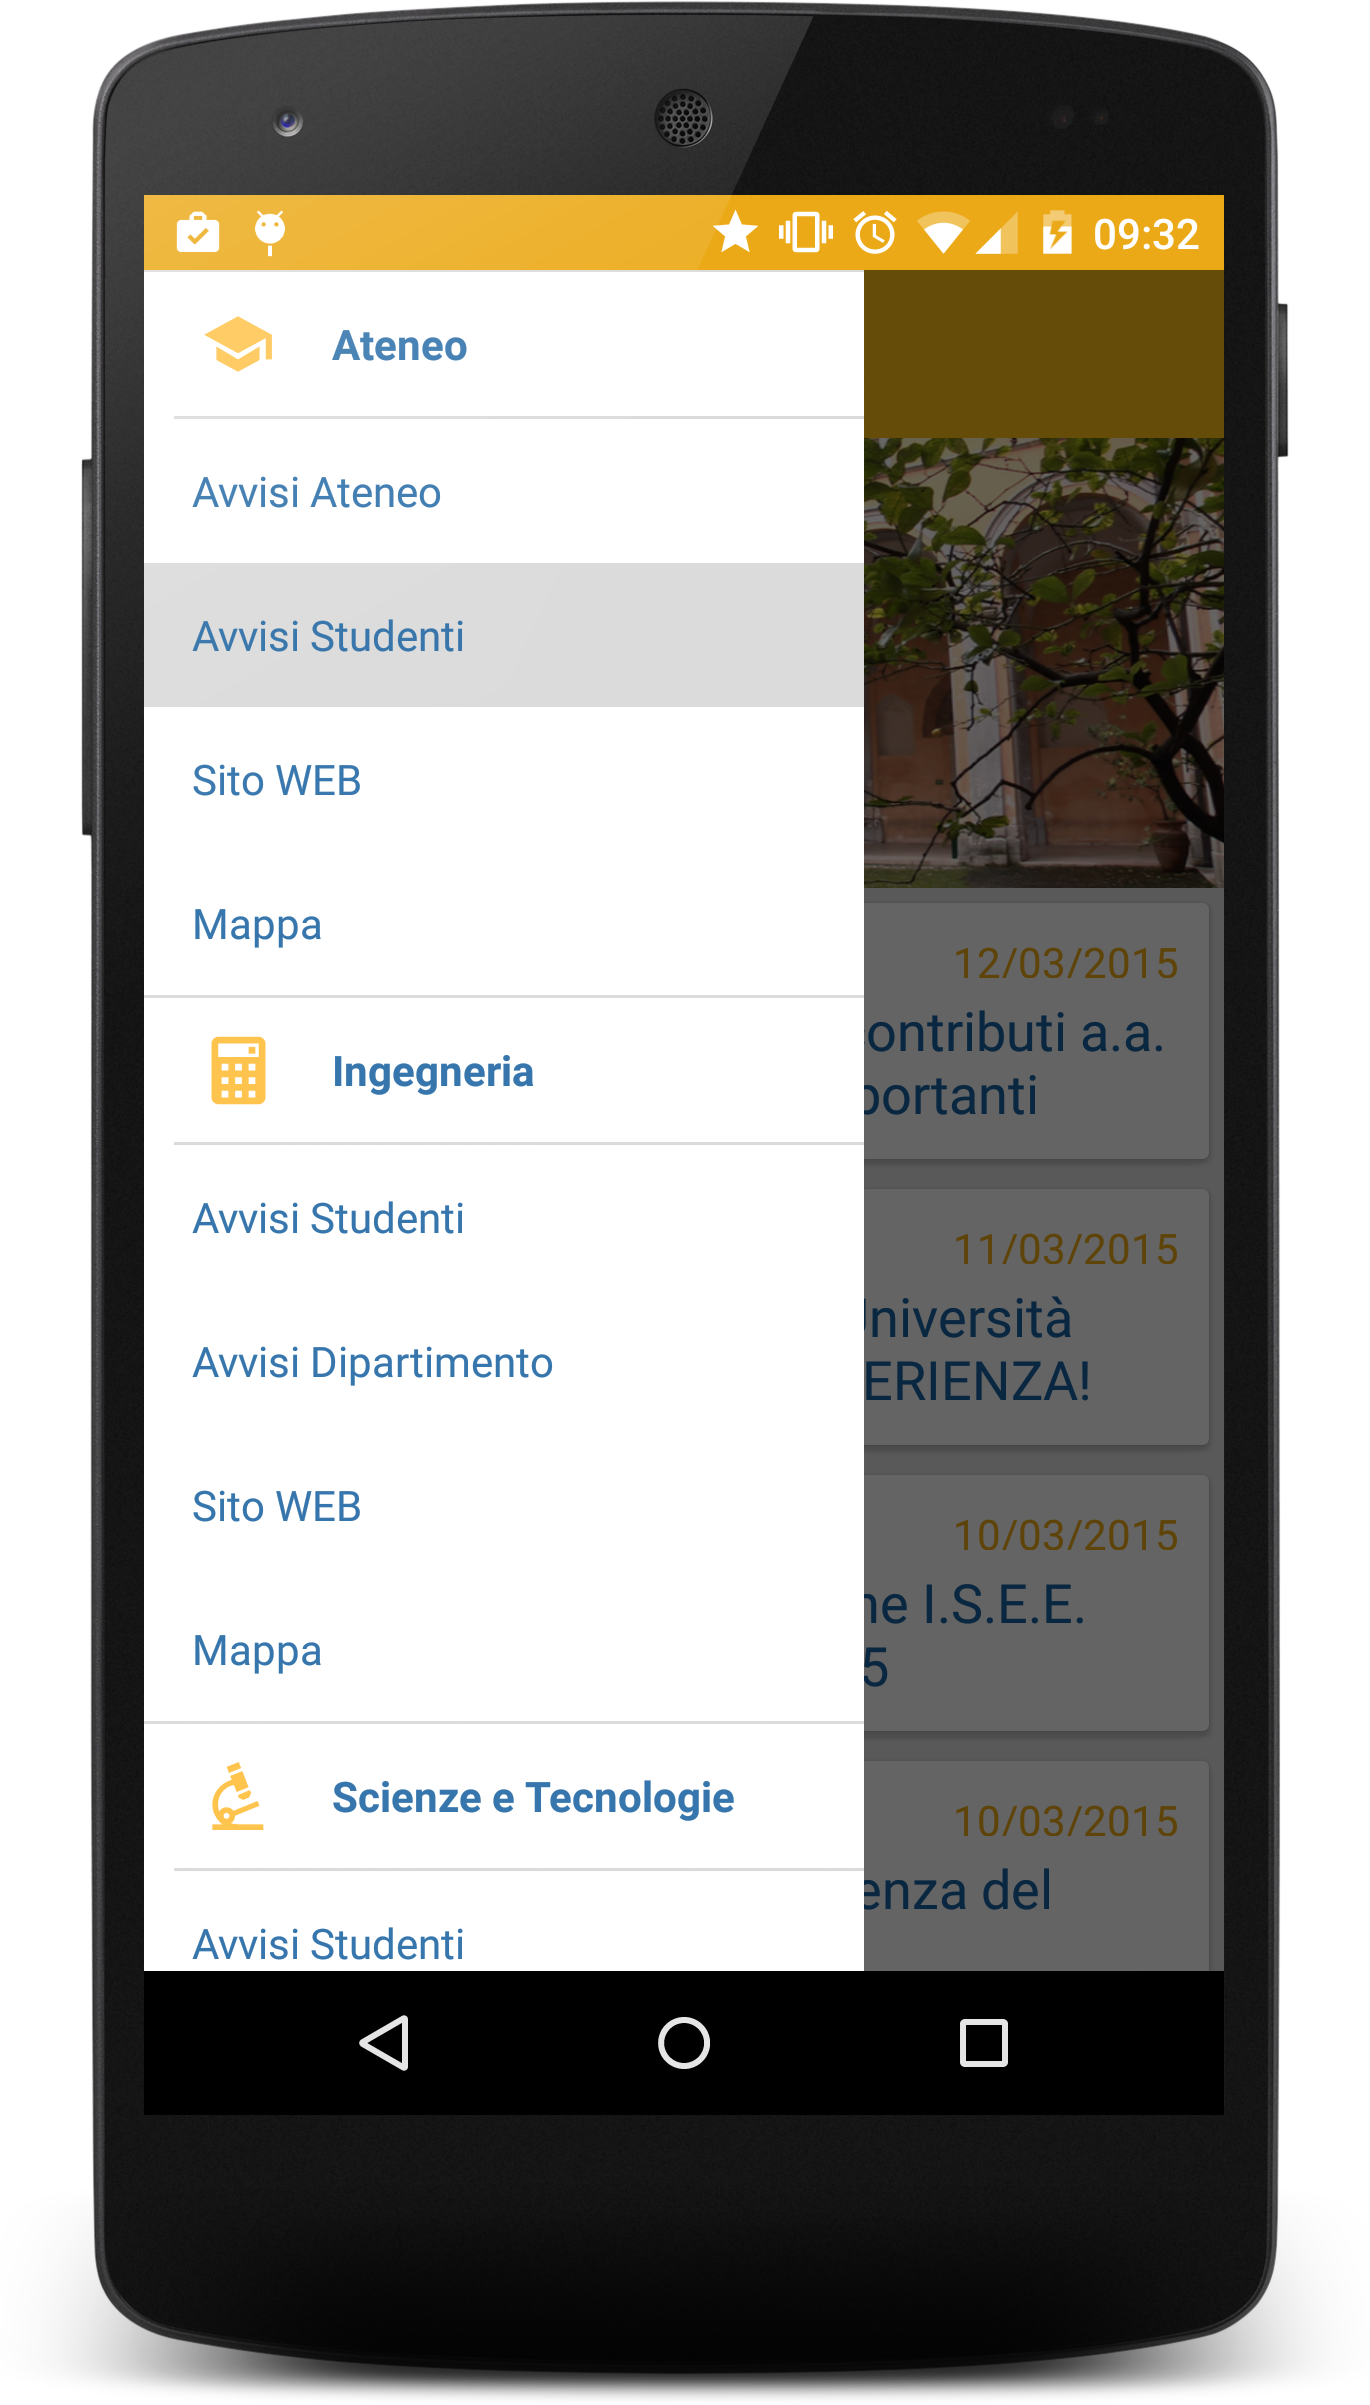 09:32
Ateneo
Avvisi Ateneo
Avvisi Studenti
Sito WEB
Mappa
Ingegneria
Avvisi Studenti
Avvisi Dipartimento
Sito WEB
Mappa
Scienze e Tecnologie
Avvisi Studenti
12/03/2015
ontributi a.a.
portanti
11/03/2015
niversità
ERIENZA!
10/03/2015
ne I.S.E.E.
5
10/03/2015
enza del